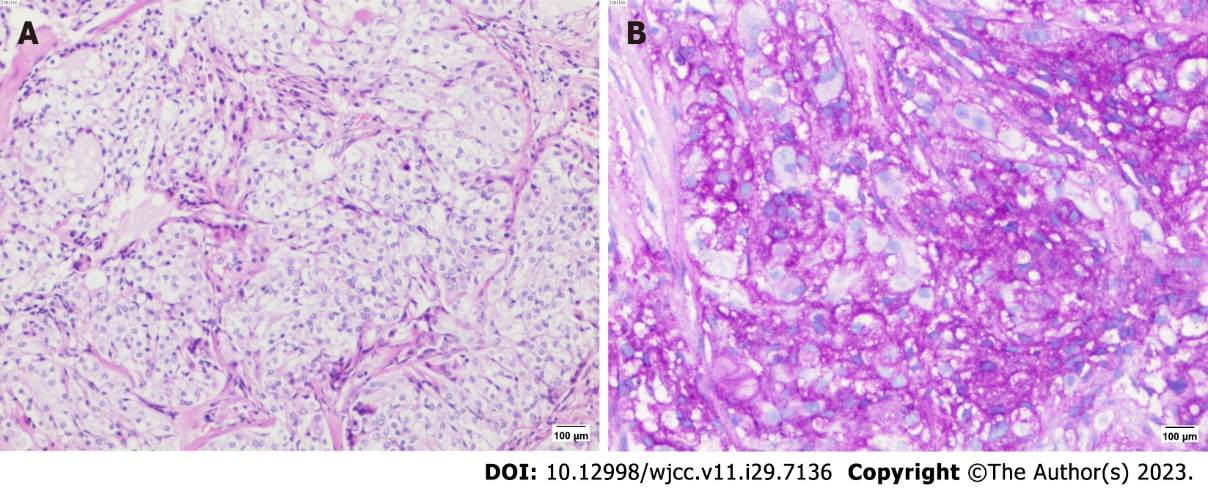 A
B
100 µm
100 µm
DOI: 10.12998/wjcc.v11.i29.7136 Copyright ©The Author(s) 2023.